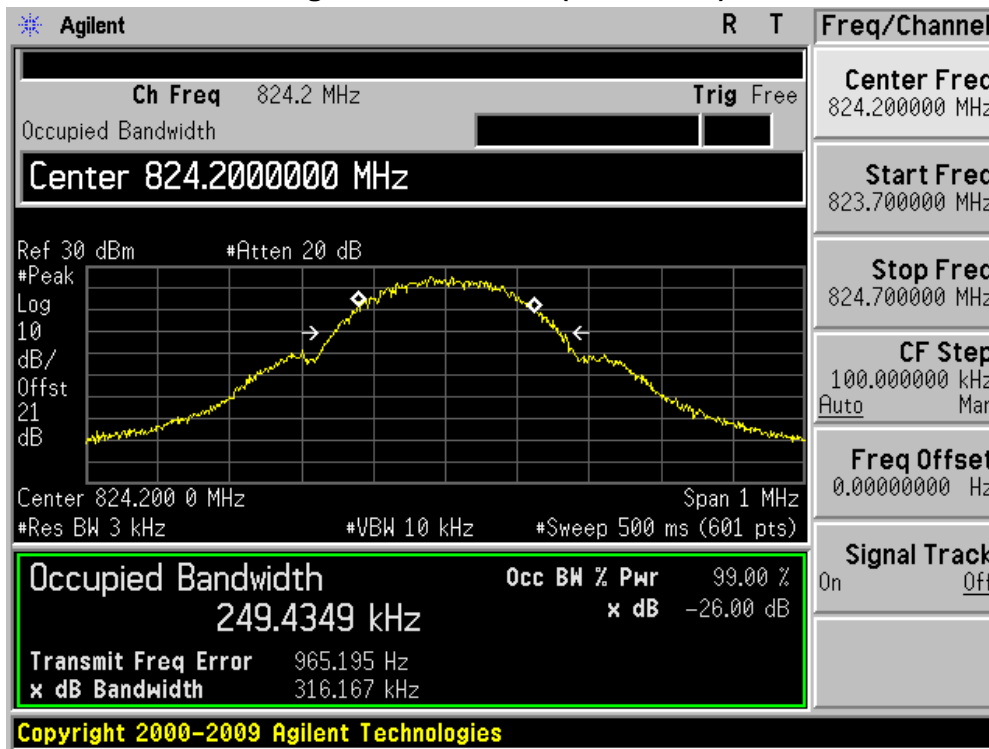 Agilent R T
Ch Freq 824.2 MHz Trig Free
Occupied Bandwidth
Center 824.2000000 MHz
Ref 30 dBm #Atten 20 dB
#Peak
Log
10
dB/
Offst
21
dB
Center 824.200 0 MHz Span 1 MHz
#Res BW 3 kHz #VBW 10 kHz #Sweep 500 ms (601 pts)
Occupied Bandwidth Occ BW % Pwr 99.00 %
249.4349 kHz x dB -26.00 dB
Transmit Freq Error 965.195 Hz
x dB Bandwidth 316.167 kHz
Copyright 2000-2009 Agilent Technologies
Freq/Channel
Center Freq
824.200000 MHz
Start Freq
823.700000 MHz
Stop Freq
824.700000 MHz
CF Step
100.000000 kHz
Auto Man
Freq Offset
0.00000000 Hz
Signal Track
On Off